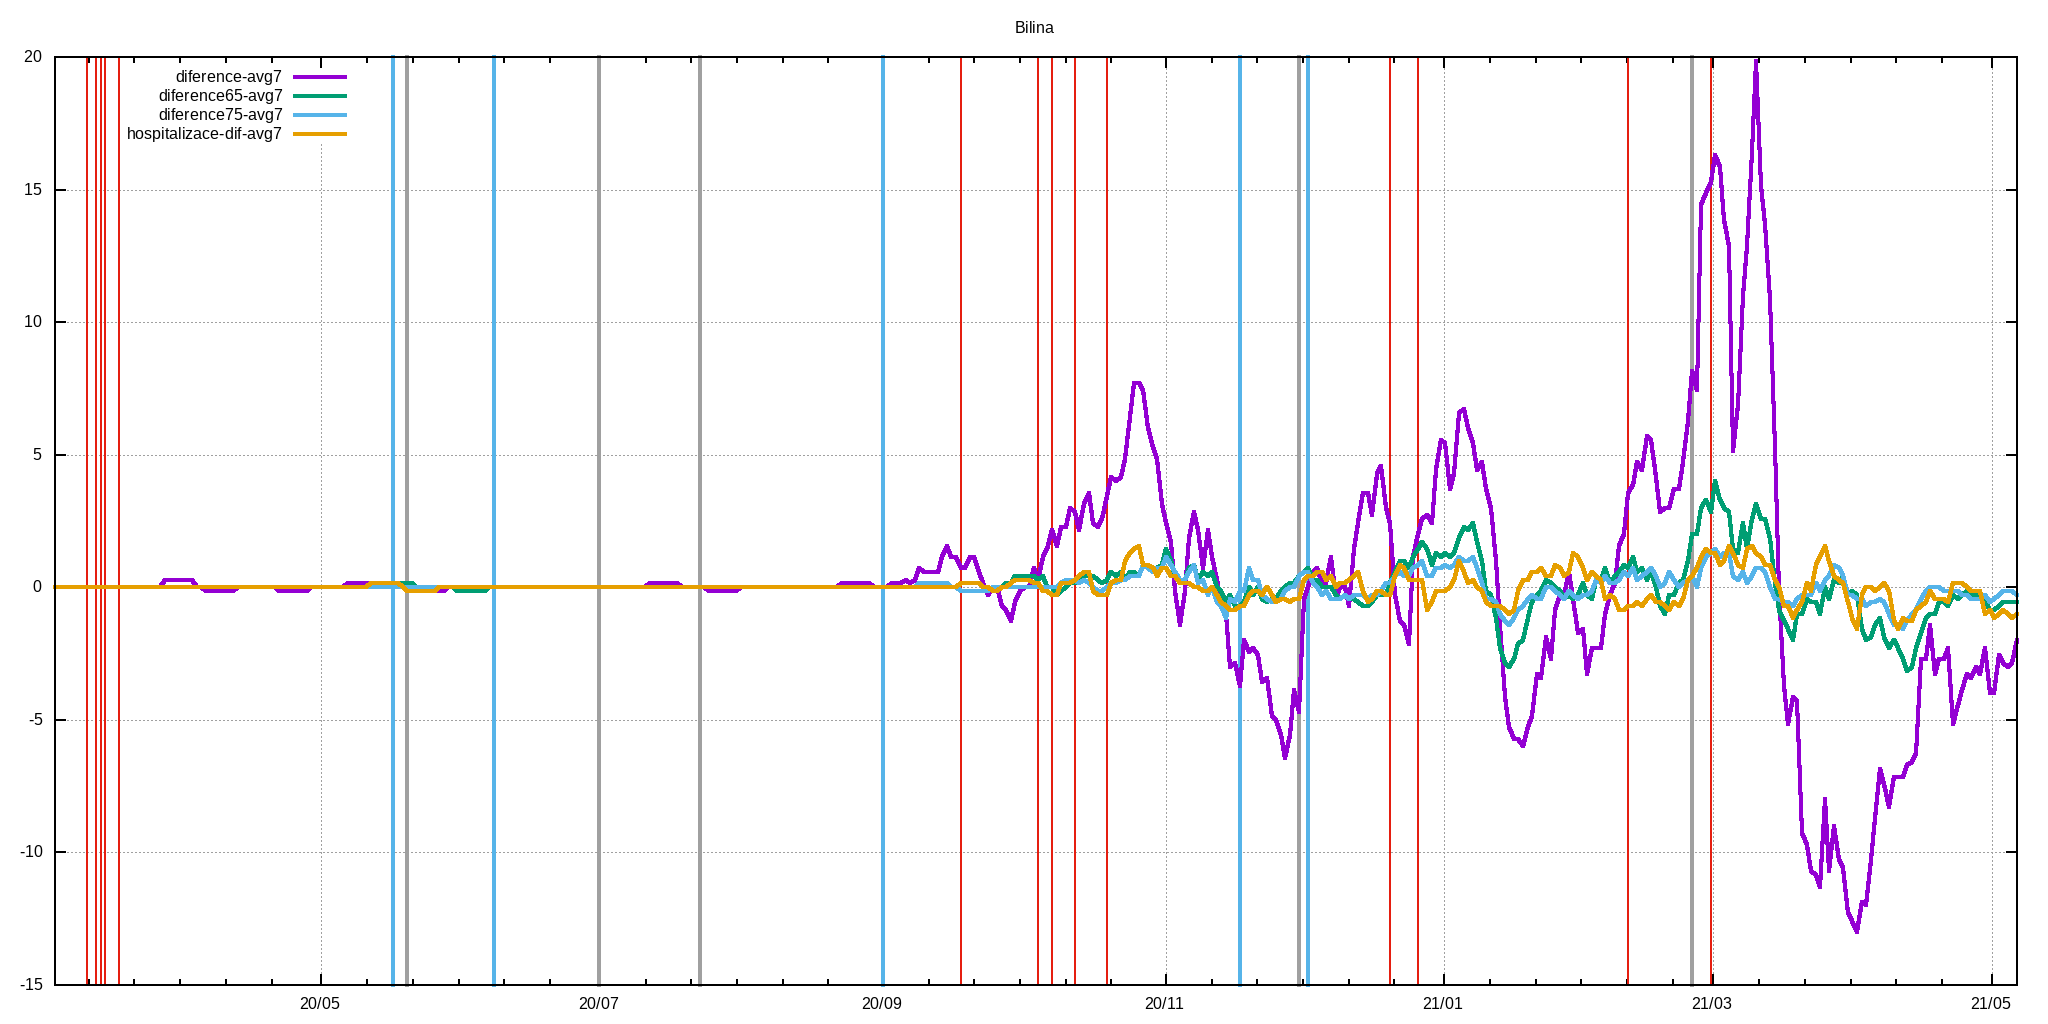 Bilina
20
diference-avg7
diference65-avg7
diference75-avg7
hospitalizace-dif-avg7
15
10
5
0
-5
-10
-15
20/05 20/07 20/09 20/11 21/01 21/03 21/05